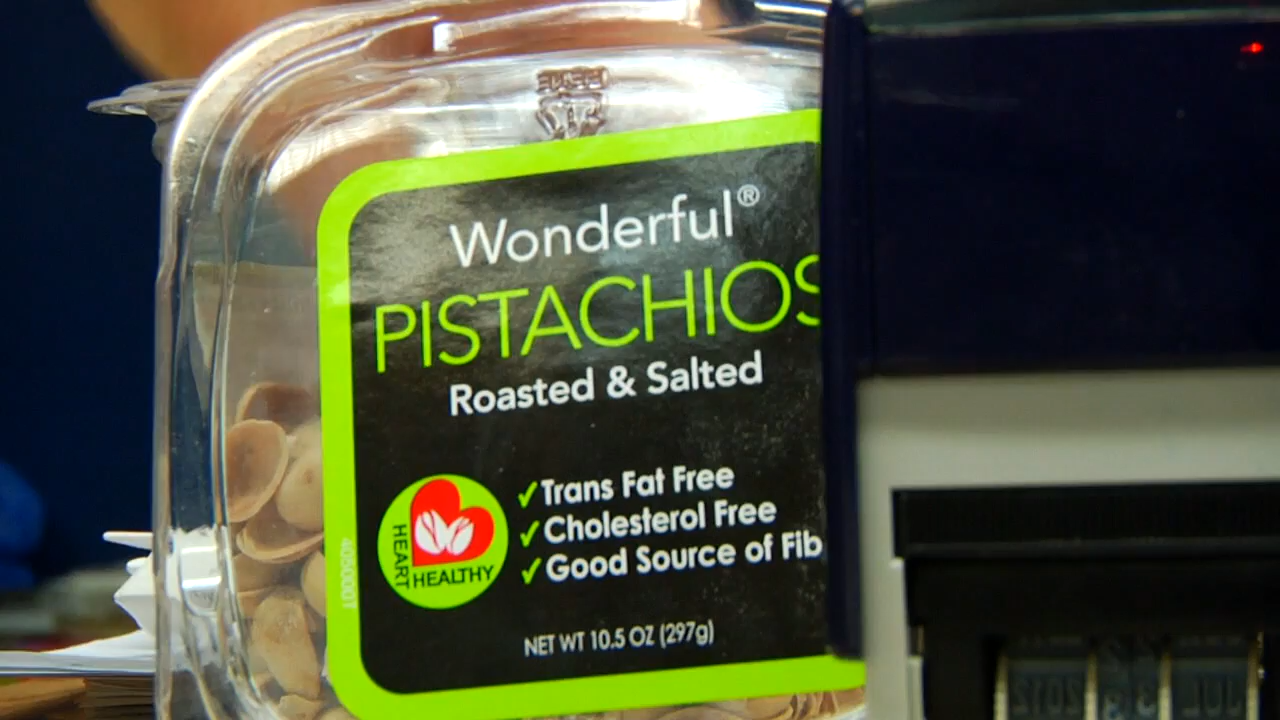 Wonderful®
PISTACHIOS
Roasted & Salted
✓Trans Fat Free
✓Cholesterol Free
✓Good Source of Fib
HEART
HEALTHY
NET WT 10.5 OZ (297g)
4050001